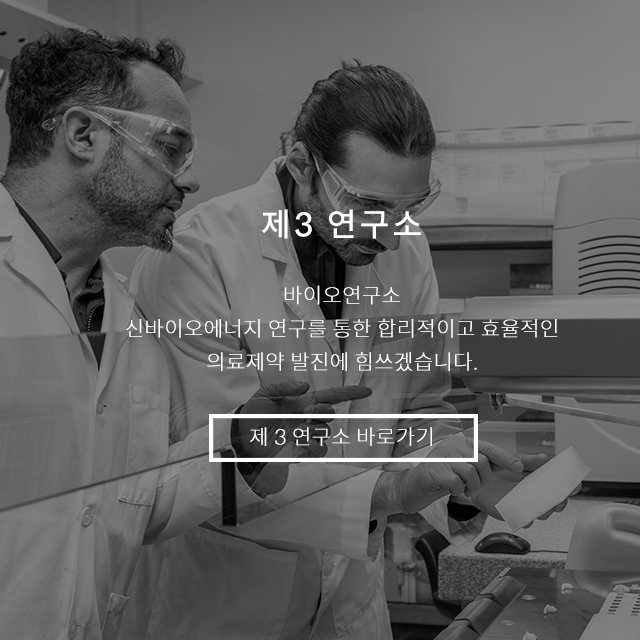 제3 연구소
바이오연구소
신바이오에너지 연구를 통한 합리적이고 효율적인
의료제약 발진에 힘쓰겠습니다.
제 3 연구소 바로가기